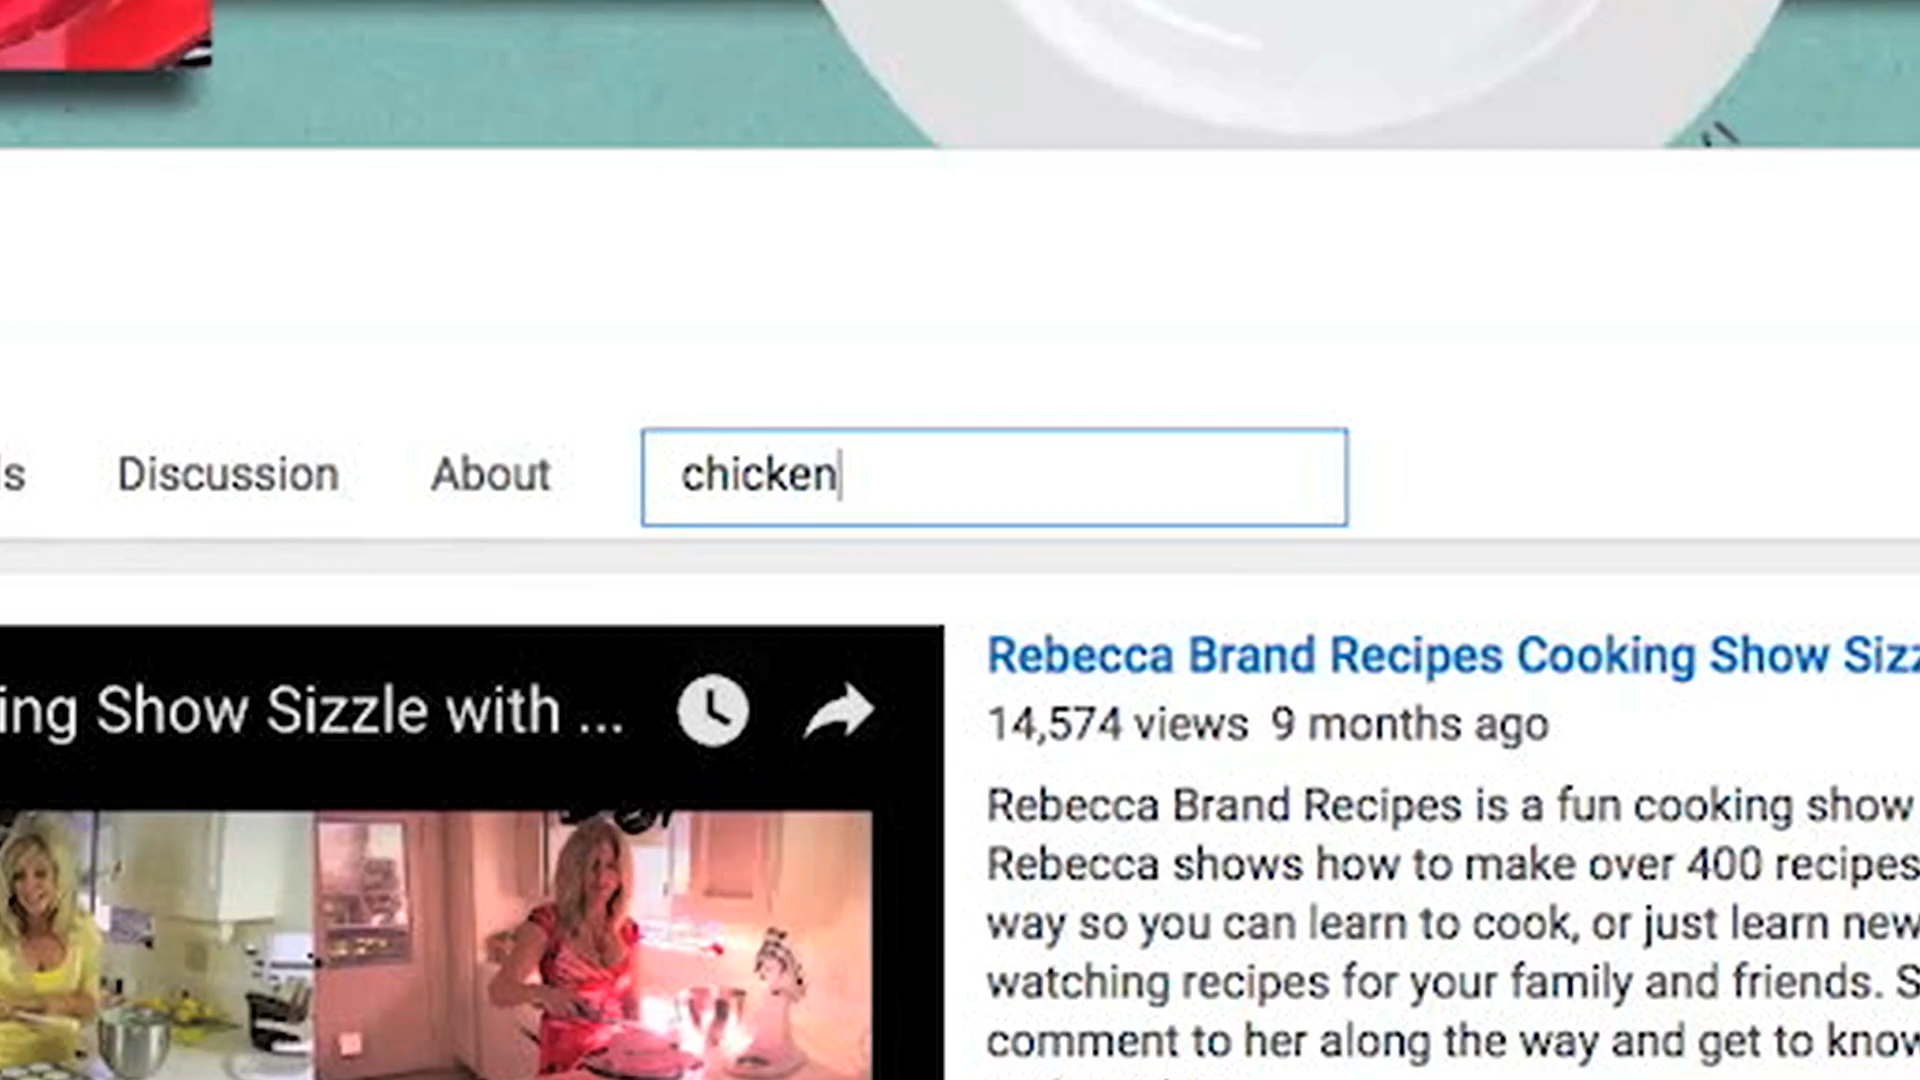 s Discussion About chicken
ing Show Sizzle with ...
Rebecca Brand Recipes Cooking Show Sizz
14,574 views 9 months ago
Rebecca Brand Recipes is a fun cooking show
Rebecca shows how to make over 400 recipes
way so you can learn to cook, or just learn new
watching recipes for your family and friends. S
comment to her along the way and get to know